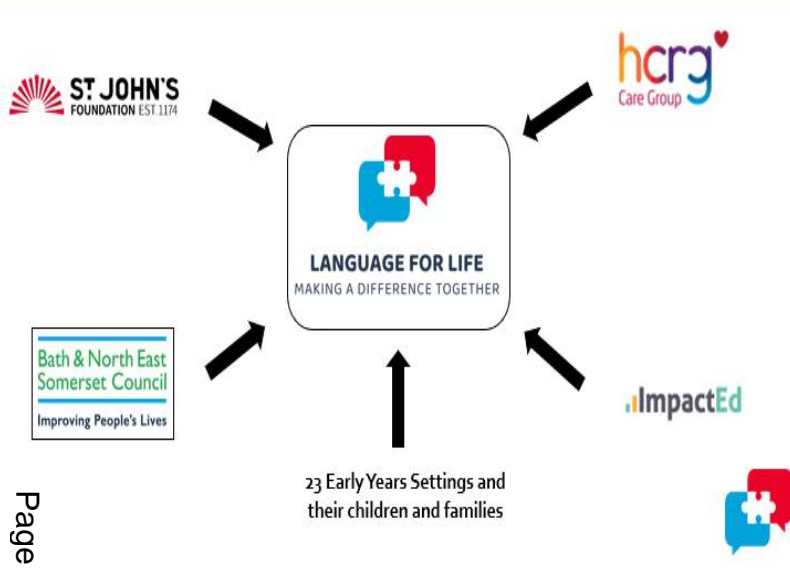 ST JOHN'S
FOUNDATION EST.1174
hcrg
Care Group
LANGUAGE FOR LIFE
MAKING A DIFFERENCE TOGETHER
Bath & North East
Somerset Council
Improving People's Lives
ImpactEd
23 Early Years Settings and
their children and families
Page